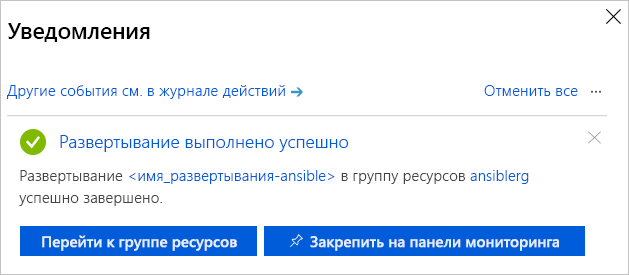 Уведомления
Другие события см. в журнале действий →
Отменить все ...
Развертывание выполнено успешно
Развертывание <имя_развертывания-ansible> в группу ресурсов ansiblerg
успешно завершено.
Перейти к группе ресурсов
Закрепить на панели мониторинга